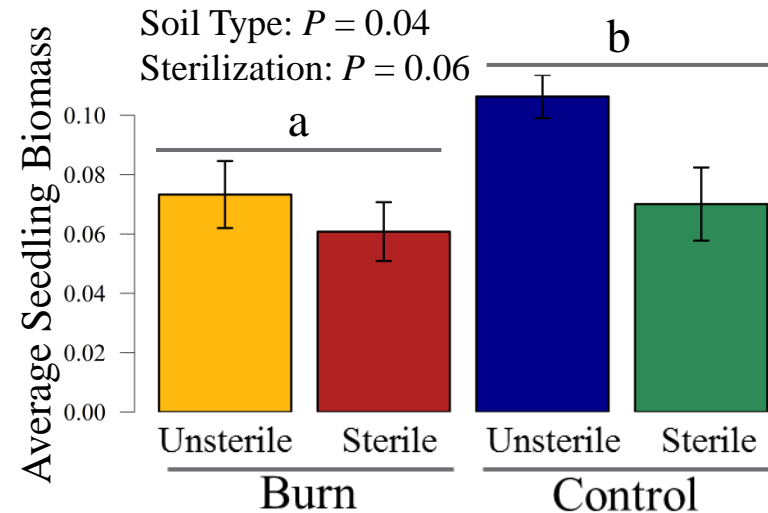 Soil Type: P = 0.04
Sterilization: P = 0.06
b
a
Average Seedling Biomass
0.10
0.08
0.06
0.04
0.02
0.00
Unsterile Sterile Unsterile Sterile
Burn Control